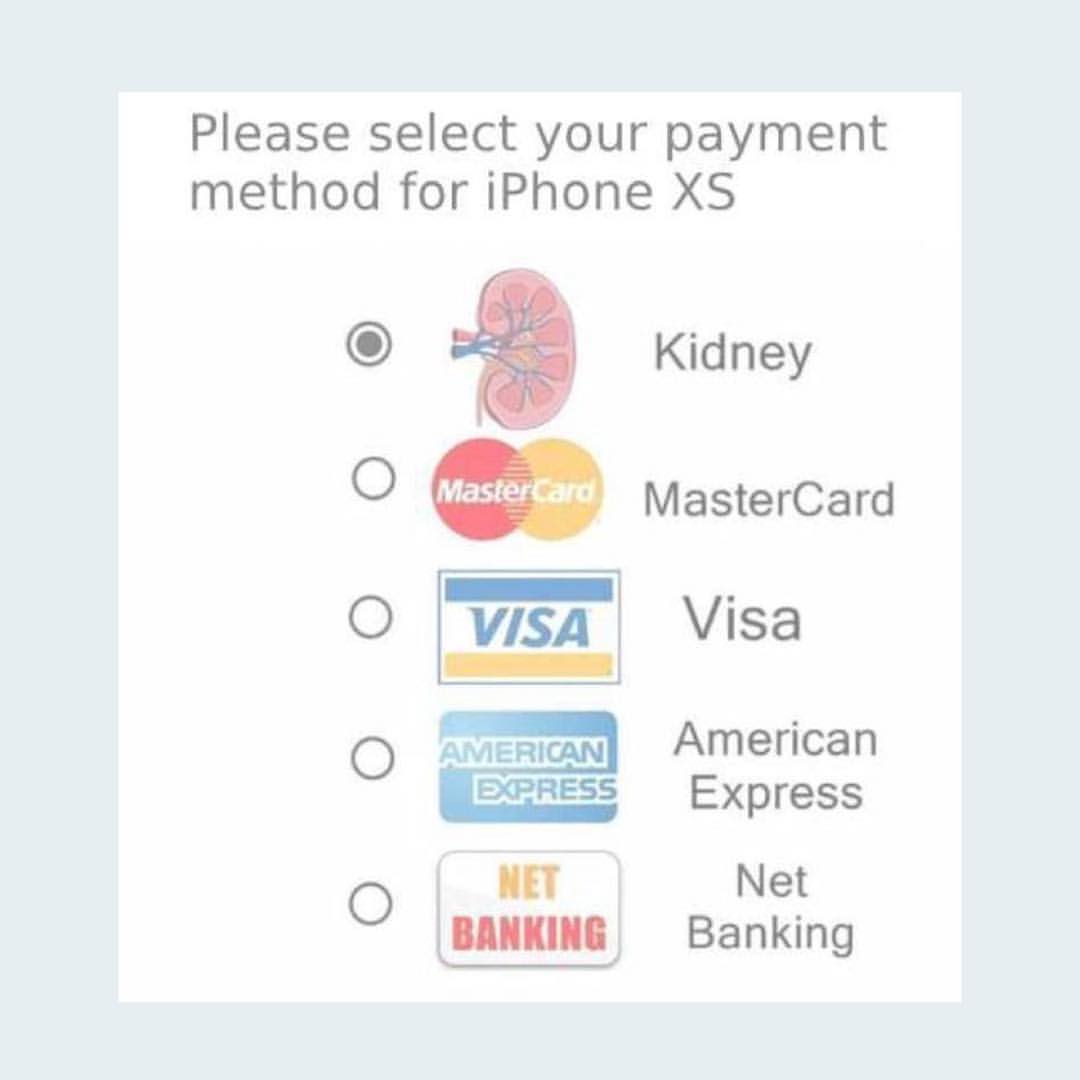 Please select your payment
method for iPhone XS
Kidney
MasterCard MasterCard
VISA Visa
AMERICAN American
EXPRESS Express
NET Net
BANKING Banking